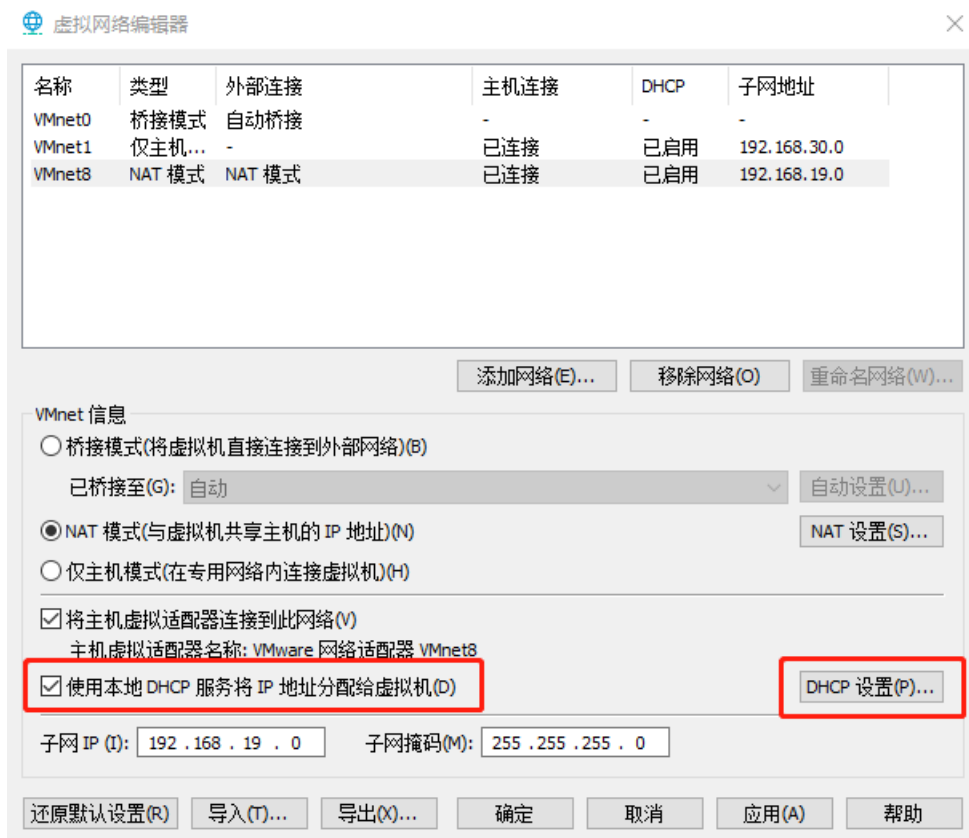 虚拟网络编辑器
名称 类型 外部连接 主机连接 DHCP 子网地址
VMnet0 桥接模式 自动桥接 - - -
VMnet1 仅主机... - 已连接 已启用 192.168.30.0
VMnet8 NAT 模式 NAT 模式 已连接 已启用 192.168.19.0
添加网络(E)... 移除网络(O) 重命名网络(W)...
VMnet 信息
桥接模式(将虚拟机直接连接到外部网络)(B)
已桥接至(G): 自动 自动设置(U)...
NAT 模式(与虚拟机共享主机的 IP 地址)(N) NAT 设置(S)...
仅主机模式(在专用网络内连接虚拟机)(H)
将主机虚拟适配器连接到此网络(V)
主机虚拟适配器名称: VMware 网络适配器 VMnet8
使用本地 DHCP 服务将 IP 地址分配给虚拟机(D) DHCP 设置(P)...
子网 IP (I): 192 . 168 . 19 . 0 子网掩码(M): 255 . 255 . 255 . 0
还原默认设置(R) 导入(T)... 导出(X)... 确定 取消 应用(A) 帮助